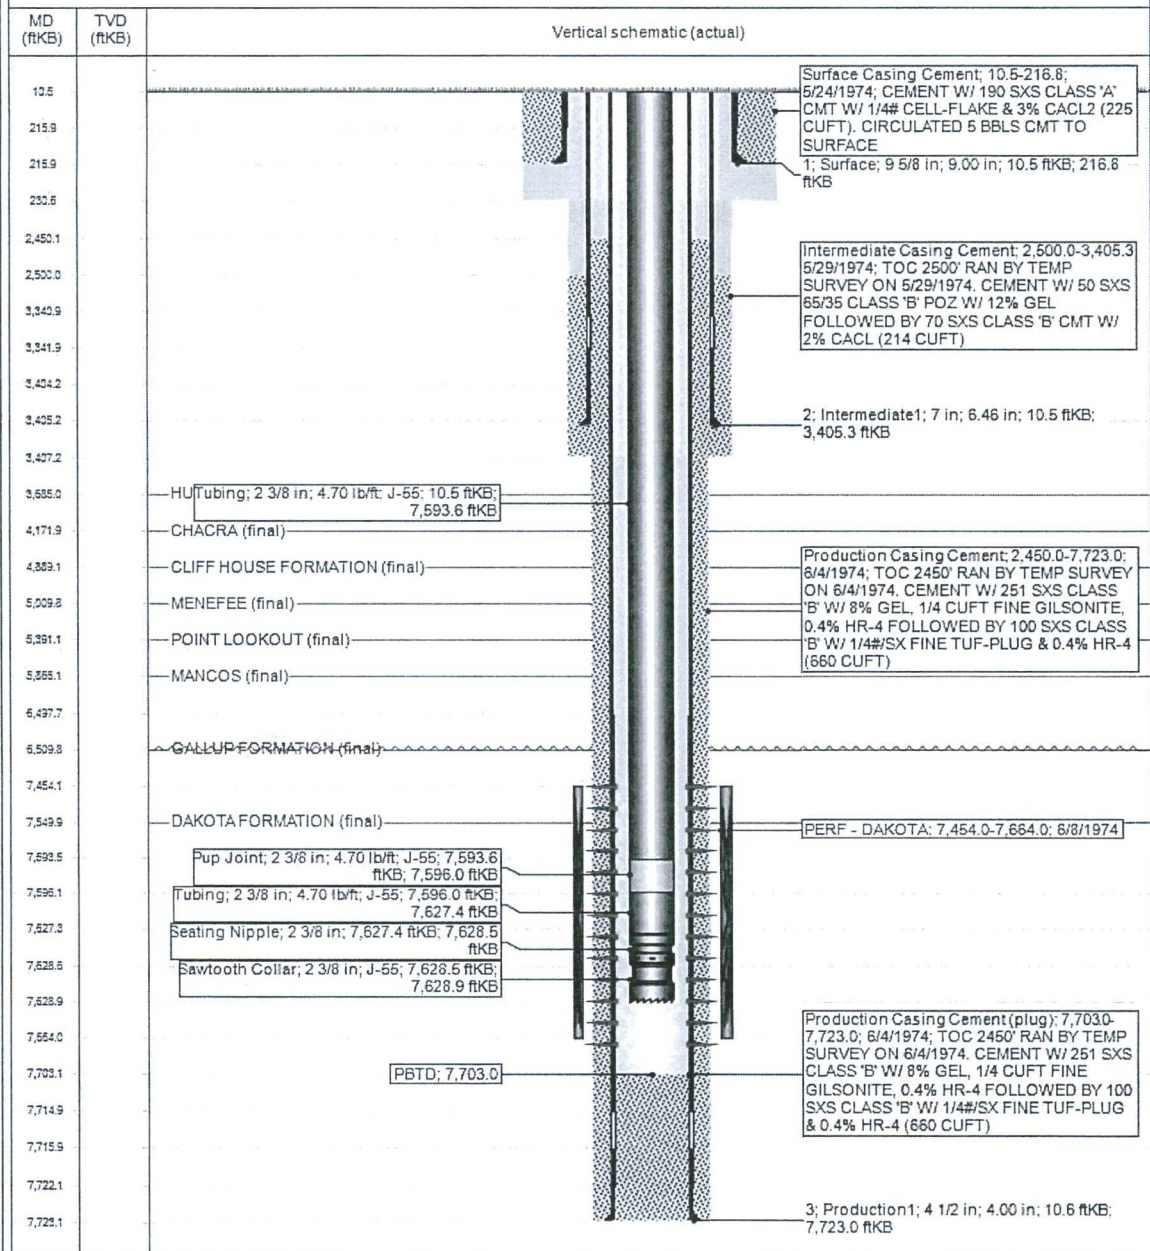 MD
(ftKB)
TVD
(ftKB)
Vertical schematic (actual)
10.5
215.9
216.9
230.6
2,450.1
2,500.0
3,340.9
3,341.9
3,404.2
3,405.2
3,407.2
3,585.0
4,171.9
4,889.1
5,009.8
5,391.1
6,497.7
6,509.8
7,454.1
7,549.9
7,593.5
7,596.1
7,627.3
7,628.5
7,628.9
7,664.0
7,703.1
7,714.9
7,715.9
7,722.1
7,723.1
Surface Casing Cement; 10.5-216.8;
5/24/1974; CEMENT W/ 190 SXS CLASS 'A'
CMT W/ 1/4# CELL-FLAKE & 3% CACL2 (225
CUFT). CIRCULATED 5 BBLS CMT TO
SURFACE
1; Surface; 9 5/8 in; 9.00 in; 10.5 ftKB; 216.8
ftKB
Intermediate Casing Cement; 2,500.0-3,405.3
5/29/1974; TOC 2500' RAN BY TEMP
SURVEY ON 5/29/1974. CEMENT W/ 50 SXS
65/35 CLASS 'B' POZ W/ 12% GEL
FOLLOWED BY 70 SXS CLASS 'B' CMT W/
2% CACL (214 CUFT)
2; Intermediate1; 7 in; 6.46 in; 10.5 ftKB;
3,405.3 ftKB
HU
Tubing; 2 3/8 in; 4.70 lb/ft; J-55; 10.5 ftKB;
7,593.6 ftKB
CHACRA (final)
CLIFF HOUSE FORMATION (final)
MENEFEE (final)
POINT LOOKOUT (final)
MANCOS (final)
Production Casing Cement; 2,450.0-7,723.0;
6/4/1974; TOC 2450' RAN BY TEMP SURVEY
ON 6/4/1974. CEMENT W/ 251 SXS CLASS
'B' W/ 8% GEL, 1/4 CUFT FINE GILSONITE,
0.4% HR-4 FOLLOWED BY 100 SXS CLASS
'B' W/ 1/4#/SX FINE TUF-PLUG & 0.4% HR-4
(660 CUFT)
GALLUP FORMATION (final)
DAKOTA FORMATION (final)
PERF - DAKOTA; 7,454.0-7,664.0; 6/8/1974
Pup Joint; 2 3/8 in; 4.70 lb/ft; J-55; 7,593.6
ftKB; 7,596.0 ftKB
Tubing; 2 3/8 in; 4.70 lb/ft; J-55; 7,596.0 ftKB;
7,627.4 ftKB
Seating Nipple; 2 3/8 in; 7,627.4 ftKB; 7,628.5
ftKB
Sawtooth Collar; 2 3/8 in; J-55; 7,628.5 ftKB;
7,628.9 ftKB
PBTD; 7,703.0
Production Casing Cement (plug); 7,703.0-
7,723.0; 6/4/1974; TOC 2450' RAN BY TEMP
SURVEY ON 6/4/1974. CEMENT W/ 251 SXS
CLASS 'B' W/ 8% GEL, 1/4 CUFT FINE
GILSONITE, 0.4% HR-4 FOLLOWED BY 100
SXS CLASS 'B' W/ 1/4#/SX FINE TUF-PLUG
& 0.4% HR-4 (660 CUFT)
3; Production1; 4 1/2 in; 4.00 in; 10.6 ftKB;
7,723.0 ftKB